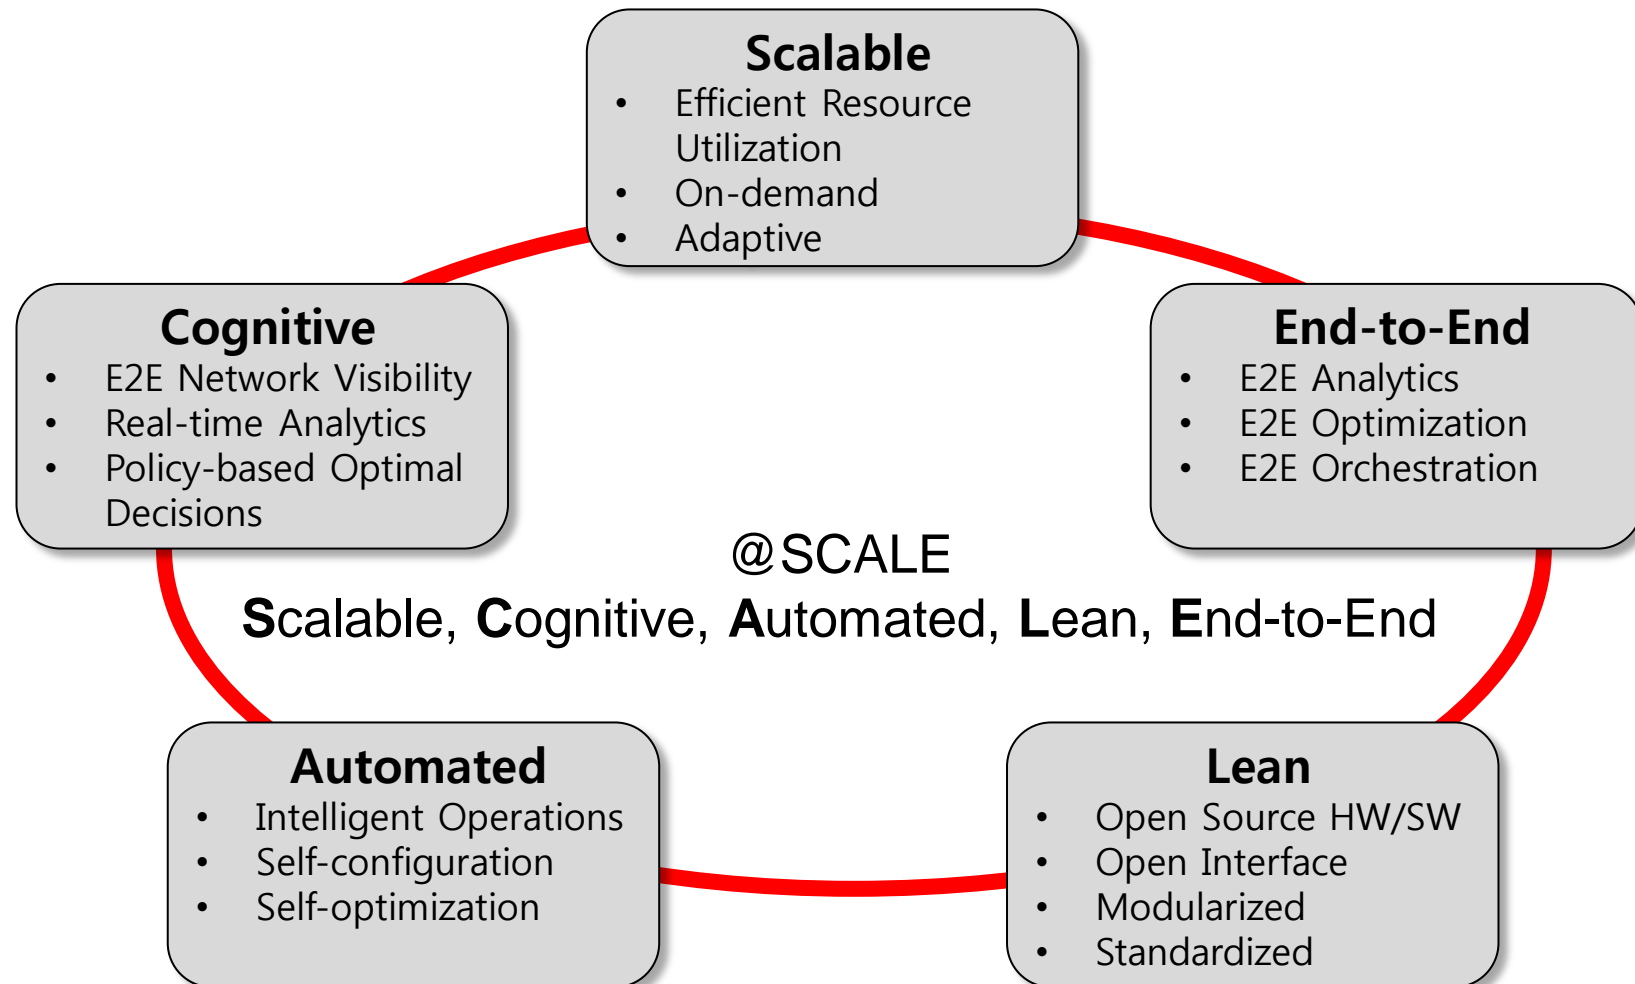 Scalable
• Efficient Resource
Utilization
• On-demand
• Adaptive
Cognitive
• E2E Network Visibility
• Real-time Analytics
• Policy-based Optimal
Decisions
End-to-End
• E2E Analytics
• E2E Optimization
• E2E Orchestration
@SCALE
Scalable, Cognitive, Automated, Lean, End-to-End
Automated
• Intelligent Operations
• Self-configuration
• Self-optimization
Lean
• Open Source HW/SW
• Open Interface
• Modularized
• Standardized